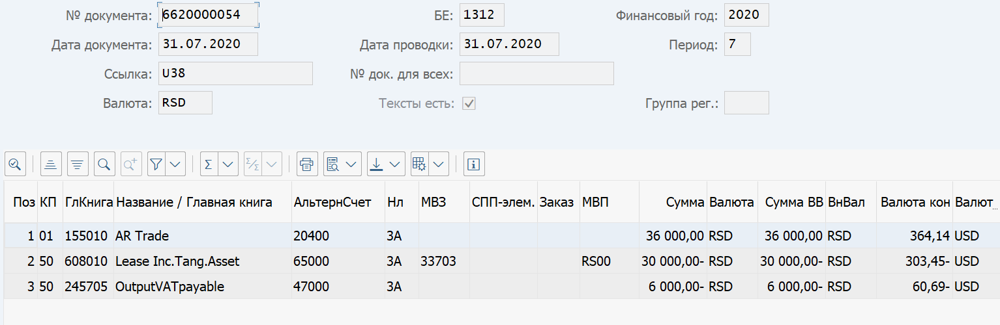 № документа: 6620000054 БЕ: 1312 Финансовый год: 2020
Дата документа: 31.07.2020 Дата проводки: 31.07.2020 Период: 7
Ссылка: U38 № док. для всех:
Валюта: RSD Тексты есть: Группа рег.:
Поз КП ГлКнига Название / Главная книга АльтернСчет Нл МВЗ СПП-элем. Заказ МВП Сумма Валюта Сумма ВВ ВнВал Валюта кон Валют...
1 01 155010 AR Trade 20400 3A 36 000,00 RSD 36 000,00 RSD 364,14 USD
2 50 608010 Lease Inc.Tang.Asset 65000 3A 33703 RS00 30 000,00- RSD 30 000,00- RSD 303,45- USD
3 50 245705 OutputVATpayable 47000 3A 6 000,00- RSD 6 000,00- RSD 60,69- USD